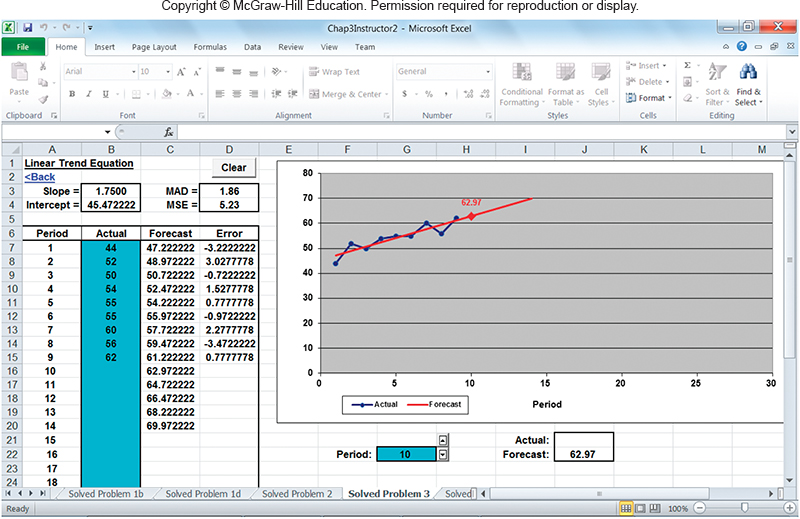 Copyright © McGraw-Hill Education. Permission required for reproduction or display.
Chap3Instructor2 - Microsoft Excel
File Home Insert Page Layout Formulas Data Review View Team
Arial 10 A A Wrap Text General Insert Σ
Paste B I U A Merge & Center $ % , Conditional Formatting Format as Table Cell Styles Delete Format Sort & Filter Find & Select
Clipboard Font Alignment Number Styles Cells Editing
fx
A B C D E F G H I J K L M
1 Linear Trend Equation Clear
2 <Back
3 Slope = 1.7500 MAD = 1.86
4 Intercept = 45.472222 MSE = 5.23
5
6 Period Actual Forecast Error
7 1 44 47.222222 -3.2222222
8 2 52 48.972222 3.0277778
9 3 50 50.722222 -0.7222222
10 4 54 52.472222 1.5277778
11 5 55 54.222222 0.7777778
12 6 55 55.972222 -0.9722222
13 7 60 57.722222 2.2777778
14 8 56 59.472222 -3.4722222
15 9 62 61.222222 0.7777778
16 10 62.972222
17 11 64.722222
18 12 66.472222
19 13 68.222222
20 14 69.972222
21 15
22 16
23 17
24 18
80
70
60
50
40
30
20
10
0
62.97
0 5 10 15 20 25 30
Actual Forecast Period
Actual:
Period: 10 Forecast: 62.97
Solved Problem 1b Solved Problem 1d Solved Problem 2 Solved Problem 3 Solved
Ready 100%